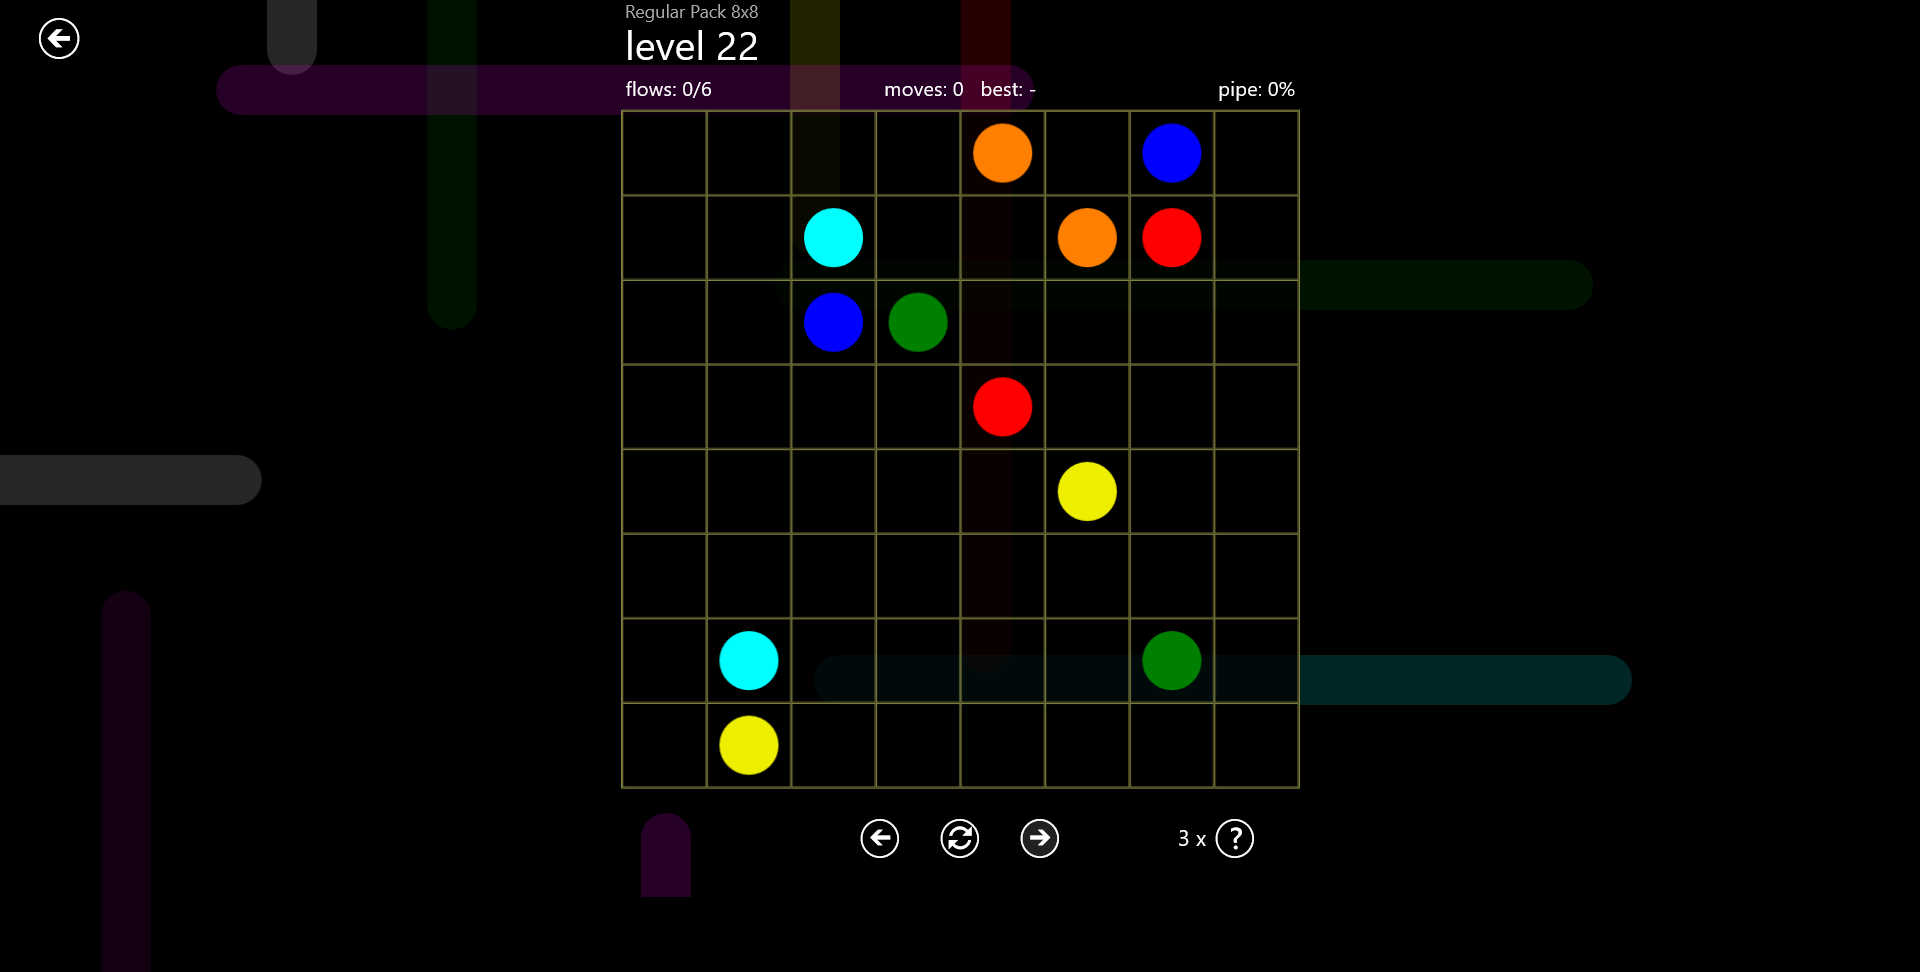 Regular Pack 8x8
level 22
flows: 0/6 moves: 0 best: - pipe: 0%
3 x ?